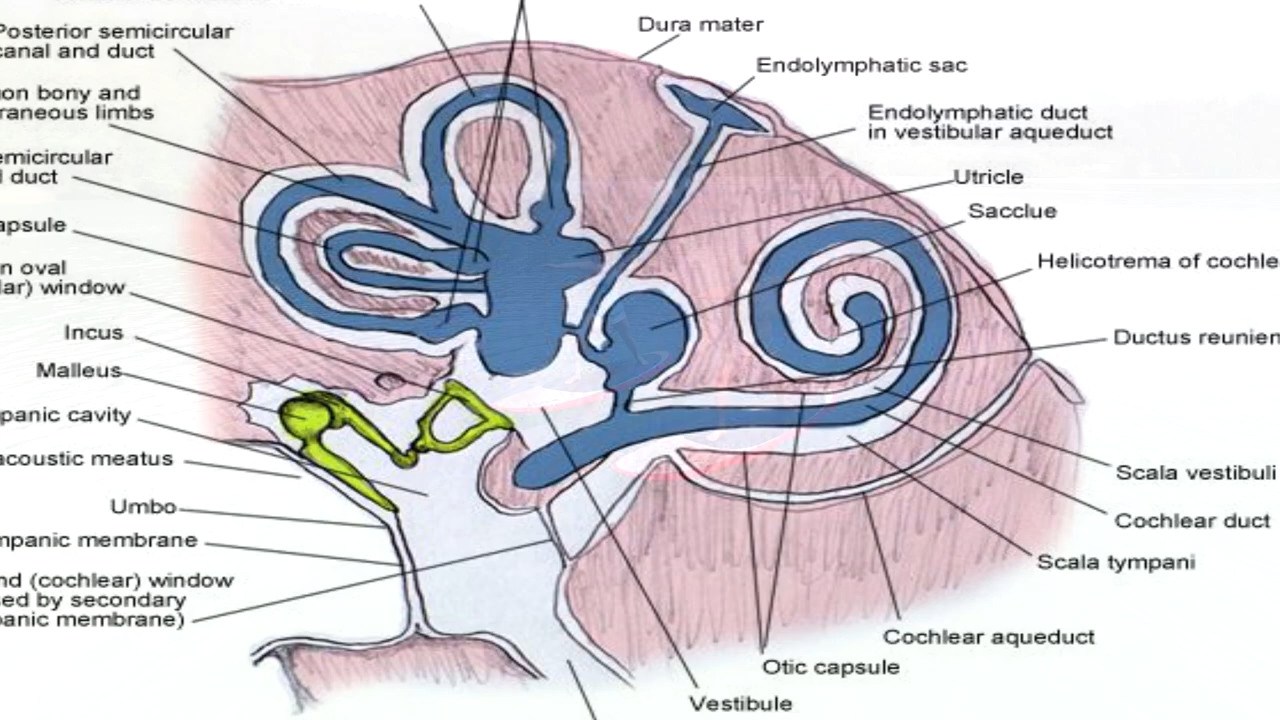 Posterior semicircular
canal and duct
on bony and
raneous limbs
emicircular
duct
apsule
n oval
lar) window
Incus
Malleus
panic cavity
acoustic meatus
Umbo
mpanic membrane
nd (cochlear) window
sed by secondary
panic membrane)
Dura mater
Endolymphatic sac
Endolymphatic duct
in vestibular aqueduct
Utricle
Sacclue
Helicotrema of cochle
Ductus reunien
Scala vestibuli
Cochlear duct
Scala tympani
Cochlear aqueduct
Otic capsule
Vestibule